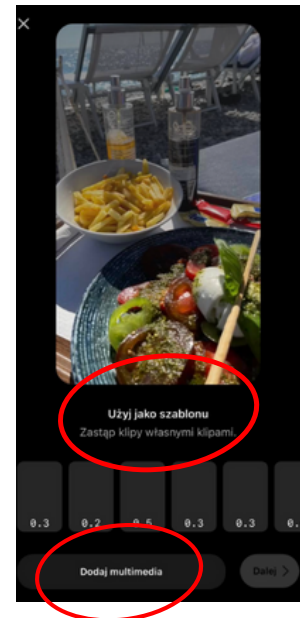 Użyj jako szablonu
Zastąp klipy własnymi klipami.
0.3 0.2 0.5 0.3 0.3 0.
Dodaj multimedia
Dalej >